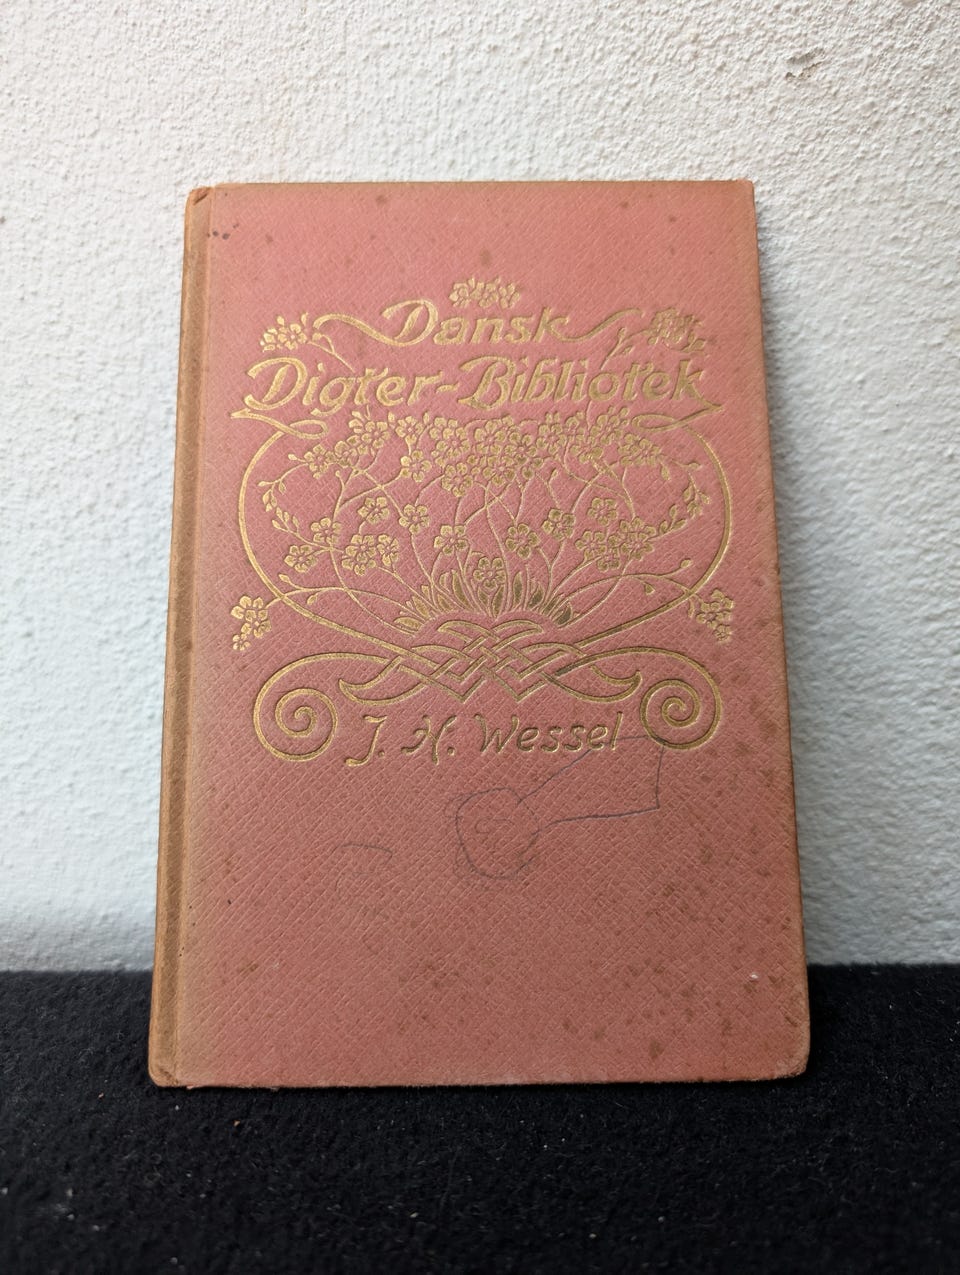 Dansk
Digter-Bibliotek
J. H. Wessel